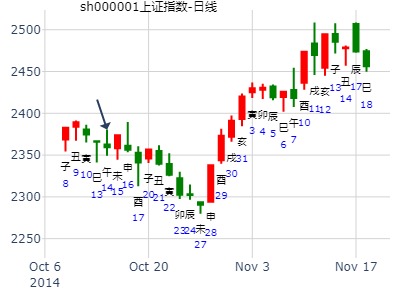 sh000001上证指数-日线
2500
2450
2400
2350
2300
2250
子
8
丑
9
寅
10
巳
13
午
14
未
15
申
16
酉
17
子
20
丑
21
寅
22
卯
23
辰
24
未
27
申
28
酉
29
戌
30
亥
31
寅
3
卯
4
辰
5
巳
6
午
7
酉
10
戌
11
亥
12
子
13
丑
14
辰
17
巳
18
Oct 6
2014
Oct 20
Nov 3
Nov 17